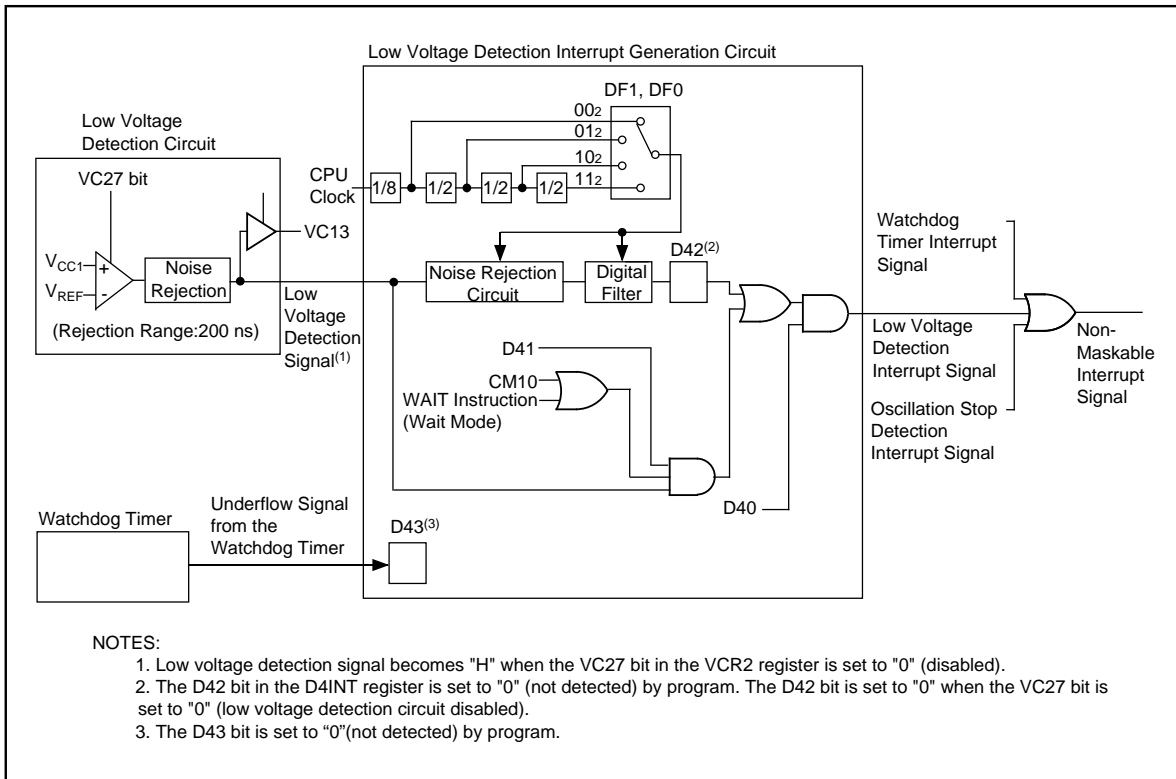 Low Voltage Detection Interrupt Generation Circuit
DF1, DF0
00₂
01₂
10₂
11₂
Low Voltage
Detection Circuit
VC27 bit
CPU
Clock
1/8
1/2
1/2
1/2
VC13
VCC1
+
VREF
-
Noise
Rejection
(Rejection Range:200 ns)
Low
Voltage
Detection
Signal(1)
Noise Rejection
Circuit
Digital
Filter
D42(2)
Watchdog
Timer Interrupt
Signal
Low Voltage
Detection
Interrupt Signal
Non-
Maskable
Interrupt
Signal
Oscillation Stop
Detection
Interrupt Signal
D41
CM10
WAIT Instruction
(Wait Mode)
D40
Watchdog Timer
Underflow Signal
from the
Watchdog Timer
D43(3)
NOTES:
1. Low voltage detection signal becomes "H" when the VC27 bit in the VCR2 register is set to "0" (disabled).
2. The D42 bit in the D4INT register is set to "0" (not detected) by program. The D42 bit is set to "0" when the VC27 bit is
set to "0" (low voltage detection circuit disabled).
3. The D43 bit is set to “0”(not detected) by program.